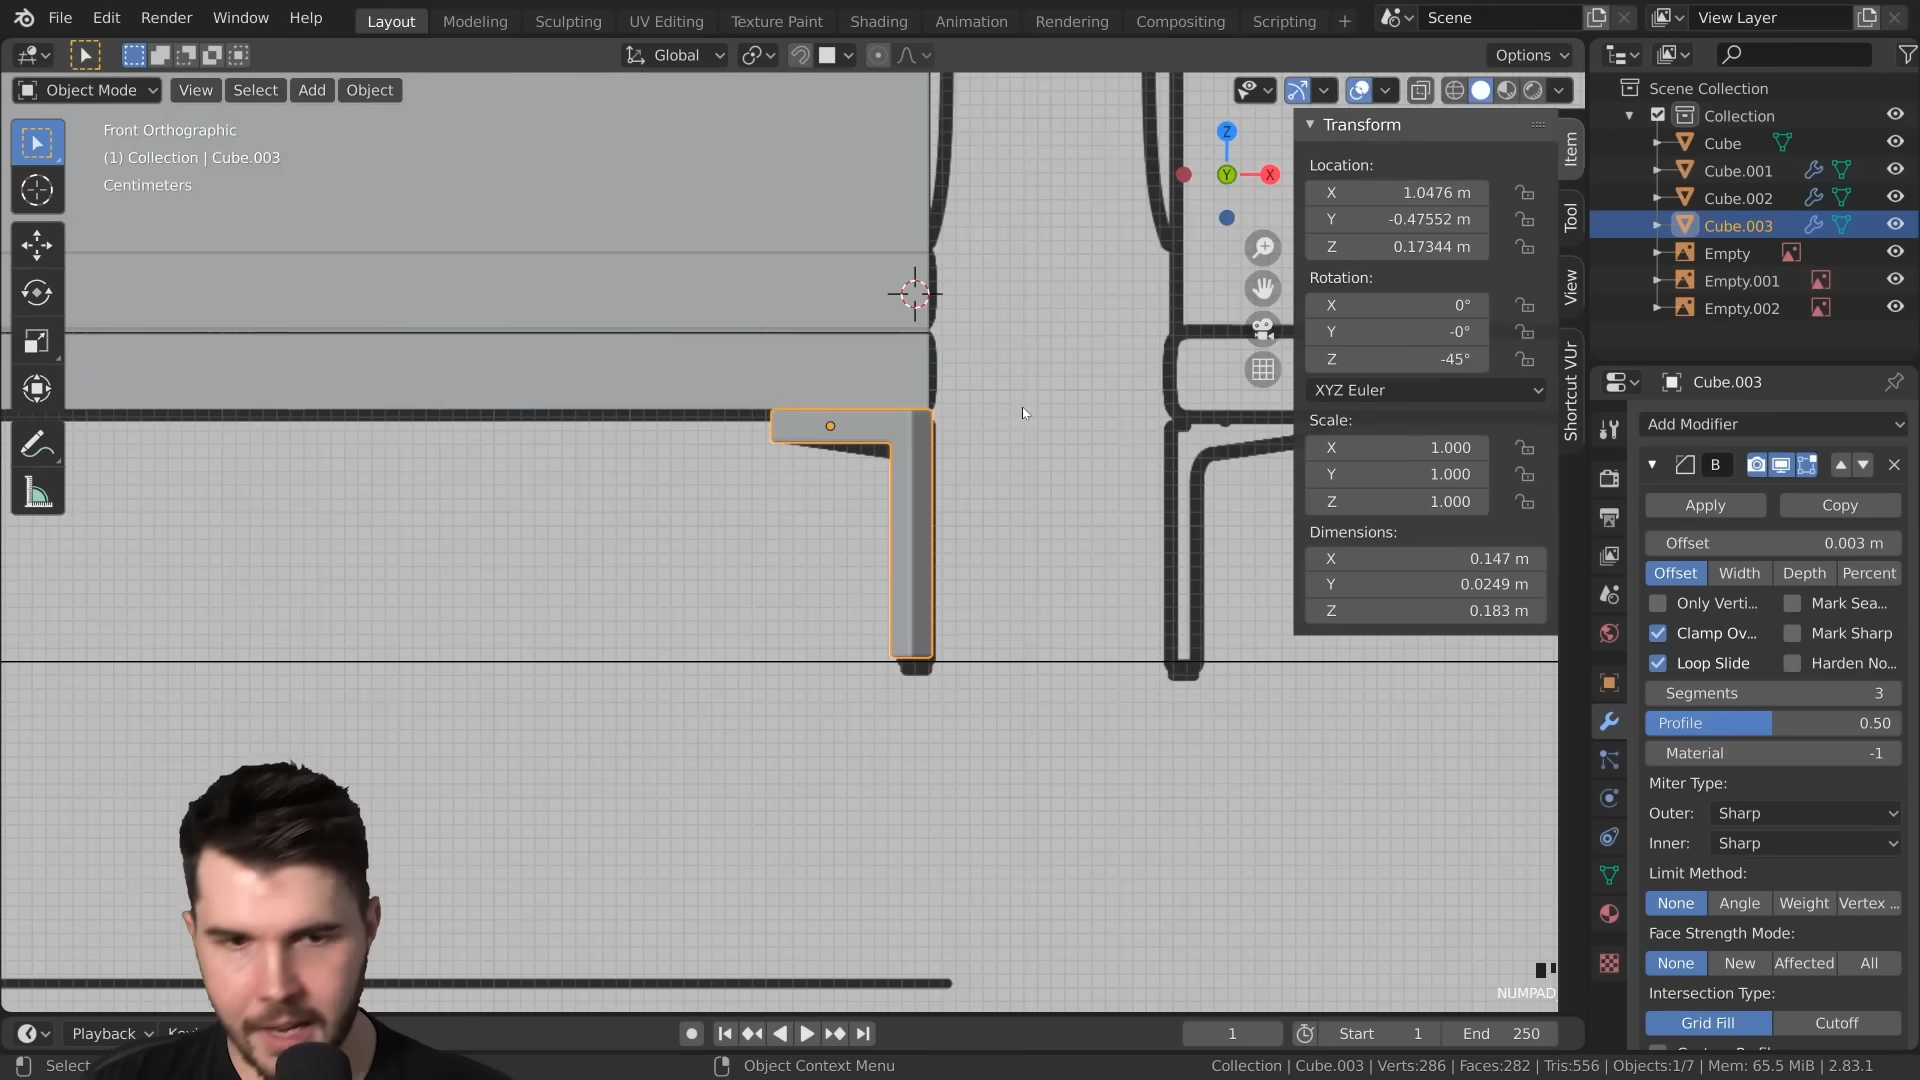 File Edit Render Window Help
Layout Modeling Sculpting UV Editing Texture Paint Shading Animation Rendering Compositing Scripting +
Scene
View Layer
Global
Options
Object Mode
View Select Add Object
Front Orthographic
(1) Collection | Cube.003
Centimeters
Z
Y
X
Transform
Location:
X 1.0476 m
Y -0.47552 m
Z 0.17344 m
Rotation:
X 0°
Y -0°
Z -45°
XYZ Euler
Scale:
X 1.000
Y 1.000
Z 1.000
Dimensions:
X 0.147 m
Y 0.0249 m
Z 0.183 m
Item
Tool
View
Shortcut VUr
Scene Collection
Collection
Cube
Cube.001
Cube.002
Cube.003
Empty
Empty.001
Empty.002
Cube.003
Add Modifier
B
Apply Copy
Offset 0.003 m
Offset Width Depth Percent
Only Verti... Mark Sea...
Clamp Ov... Mark Sharp
Loop Slide Harden No...
Segments 3
Profile 0.50
Material -1
Miter Type:
Outer: Sharp
Inner: Sharp
Limit Method:
None Angle Weight Vertex ...
Face Strength Mode:
None New Affected All
Intersection Type:
Grid Fill Cutoff
NUMPAD
Playback
1
Start 1
End 250
Select
Object Context Menu
Collection | Cube.003 | Verts:286 | Faces:282 | Tris:556 | Objects:1/7 | Mem: 65.5 MiB | 2.83.1